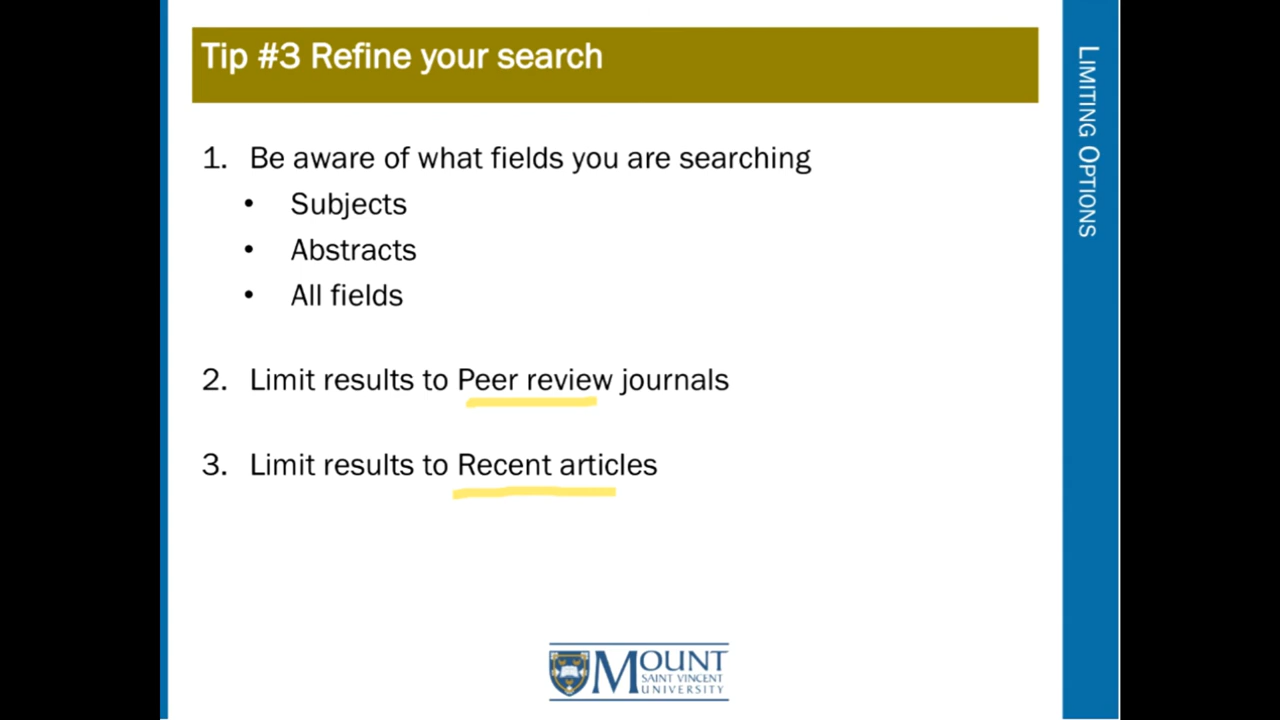 Tip #3 Refine your search
1. Be aware of what fields you are searching
• Subjects
• Abstracts
• All fields
2. Limit results to Peer review journals
3. Limit results to Recent articles
LIMITING OPTIONS
MOUNT
SAINT VINCENT
UNIVERSITY